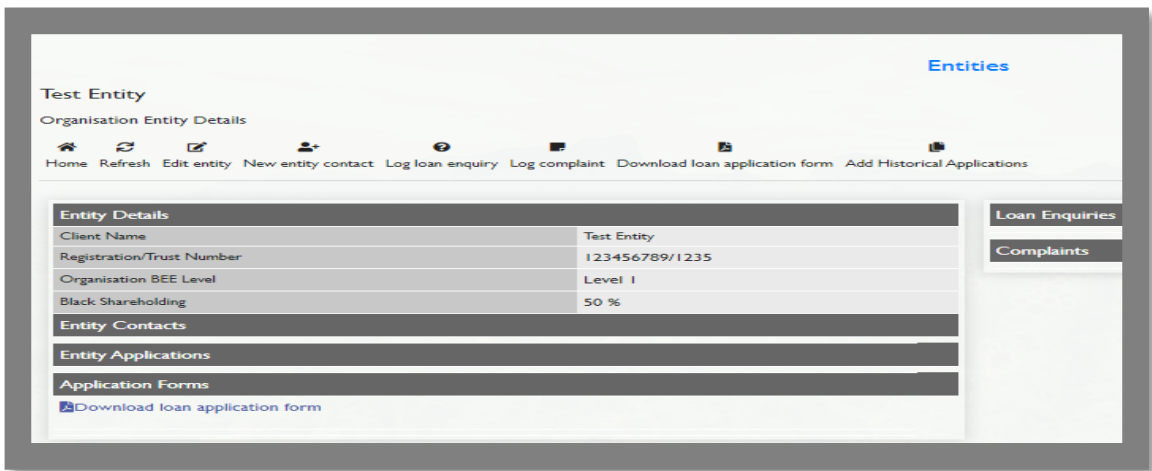 Entities
Test Entity
Organisation Entity Details
Home Refresh Edit entity New entity contact Log loan enquiry Log complaint Download loan application form Add Historical Applications
Entity Details
Client Name Test Entity
Registration/Trust Number 123456789/1235
Organisation BEE Level Level 1
Black Shareholding 50 %
Entity Contacts
Entity Applications
Application Forms
Download loan application form
Loan Enquiries
Complaints